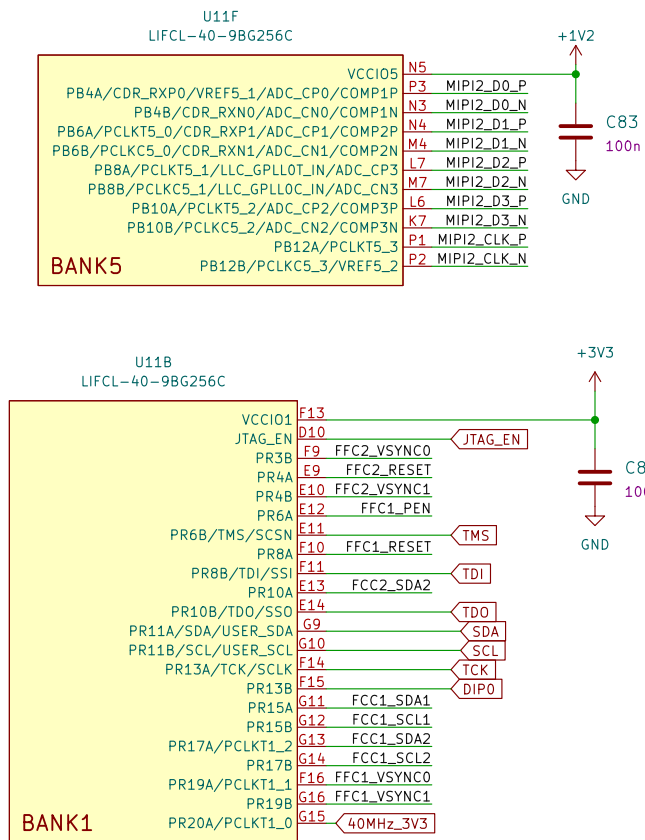 U11F
LIFCL-40-9BG256C
+1V2
VCCIO5 N5
PB4A/CDR_RXP0/VREF5_1/ADC_CP0/COMP1P P3 MIPI2_D0_P
PB4B/CDR_RXN0/ADC_CN0/COMP1N N3 MIPI2_D0_N
PB6A/PCLKT5_0/CDR_RXP1/ADC_CP1/COMP2P N4 MIPI2_D1_P
PB6B/PCLKC5_0/CDR_RXN1/ADC_CN1/COMP2N M4 MIPI2_D1_N
PB8A/PCLKT5_1/LLC_GPLL0T_IN/ADC_CP3 L7 MIPI2_D2_P
PB8B/PCLKC5_1/LLC_GPLL0C_IN/ADC_CN3 M7 MIPI2_D2_N
PB10A/PCLKT5_2/ADC_CP2/COMP3P L6 MIPI2_D3_P
PB10B/PCLKC5_2/ADC_CN2/COMP3N K7 MIPI2_D3_N
PB12A/PCLKT5_3 P1 MIPI2_CLK_P
PB12B/PCLKC5_3/VREF5_2 P2 MIPI2_CLK_N
BANK5
C83
100n
GND
U11B
LIFCL-40-9BG256C
+3V3
VCCIO1 F13
JTAG_EN D10 JTAG_EN
PR3B F9 FFC2_VSYNC0
PR4A E9 FFC2_RESET
PR4B E10 FFC2_VSYNC1
PR6A E12 FFC1_PEN
PR6B/TMS/SCSN E11 TMS
PR8A F10 FFC1_RESET
PR8B/TDI/SSI F11 TDI
PR10A E13 FCC2_SDA2
PR10B/TDO/SSO E14 TDO
PR11A/SDA/USER_SDA G9 SDA
PR11B/SCL/USER_SCL G10 SCL
PR13A/TCK/SCLK F14 TCK
PR13B F15 DIP0
PR15A G11 FCC1_SDA1
PR15B G12 FCC1_SCL1
PR17A/PCLKT1_2 G13 FCC1_SDA2
PR17B G14 FCC1_SCL2
PR19A/PCLKT1_1 F16 FFC1_VSYNC0
PR19B G16 FFC1_VSYNC1
PR20A/PCLKT1_0 G15 40MHz_3V3
BANK1
GND